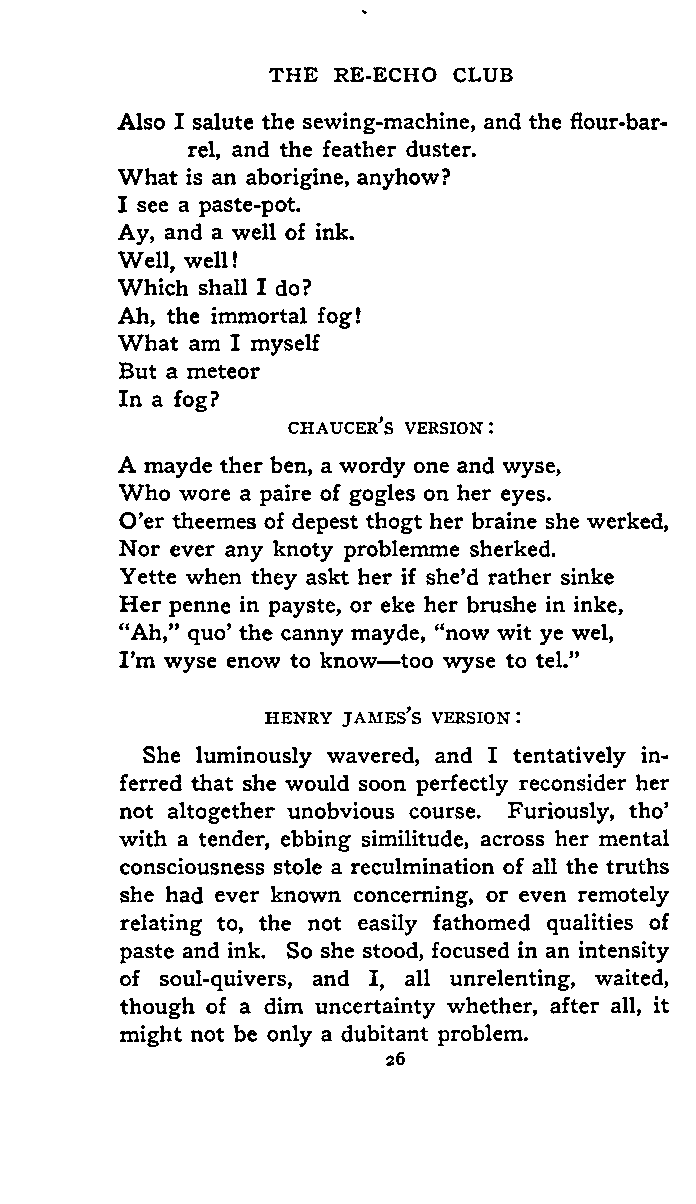 THE RE-ECHO CLUB
Also I salute the sewing-machine, and the flour-bar-
rel, and the feather duster.
What is an aborigine, anyhow?
I see a paste-pot.
Ay, and a well of ink.
Well, well!
Which shall I do?
Ah, the immortal fog!
What am I myself
But a meteor
In a fog?
CHAUCER'S VERSION:
A mayde ther ben, a wordy one and wyse,
Who wore a paire of gogles on her eyes.
O'er theemes of depest thogt her braine she werked,
Nor ever any knoty problemme sherked.
Yette when they askt her if she'd rather sinke
Her penne in payste, or eke her brushe in inke,
“Ah,” quo' the canny mayde, “now wit ye wel,
I'm wyse enow to know—too wyse to tel.”
HENRY JAMES'S VERSION:
She luminously wavered, and I tentatively in-
ferred that she would soon perfectly reconsider her
not altogether unobvious course. Furiously, tho'
with a tender, ebbing similitude, across her mental
consciousness stole a reculmination of all the truths
she had ever known concerning, or even remotely
relating to, the not easily fathomed qualities of
paste and ink. So she stood, focused in an intensity
of soul-quivers, and I, all unrelenting, waited,
though of a dim uncertainty whether, after all, it
might not be only a dubitant problem.
26